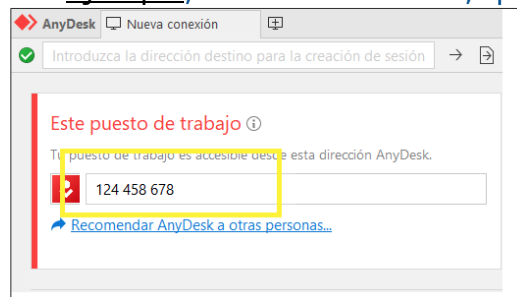 AnyDesk Nueva conexión
Introduzca la dirección destino para la creación de sesión
Este puesto de trabajo
Tu puesto de trabajo es accesible desde esta dirección AnyDesk.
124 458 678
Recomendar AnyDesk a otras personas...